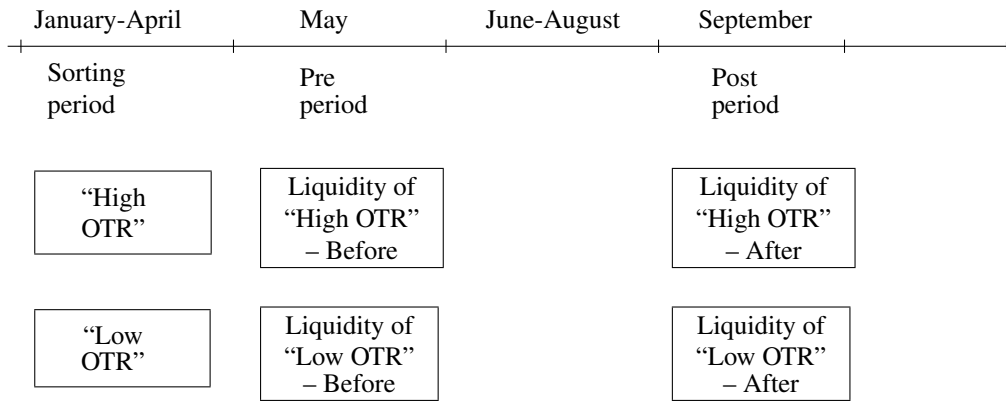 January-April May June-August September
Sorting period
Pre period
Post period
“High
OTR”
Liquidity of
“High OTR”
– Before
Liquidity of
“High OTR”
– After
“Low
OTR”
Liquidity of
“Low OTR”
– Before
Liquidity of
“Low OTR”
– After